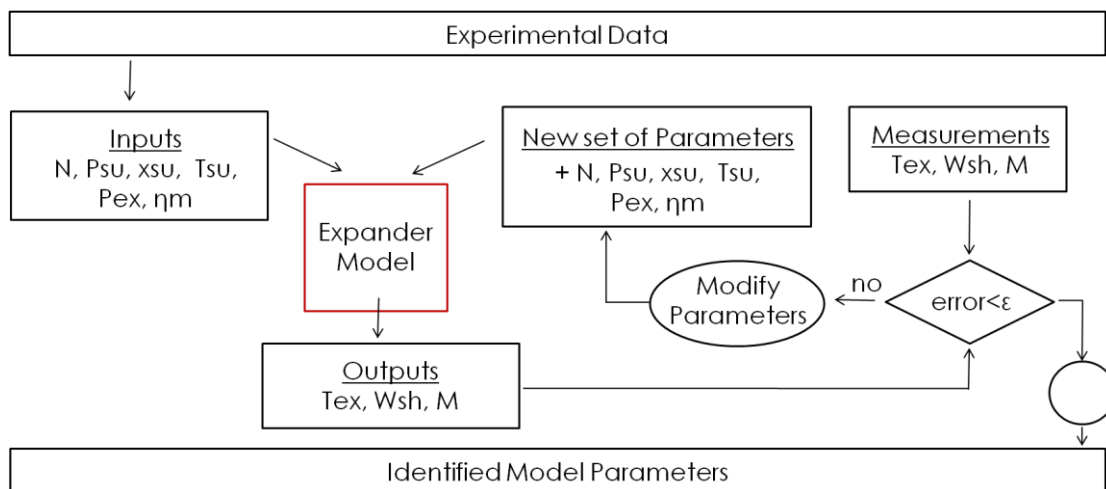 Experimental Data
Inputs
N, Psu, xsu, Tsu,
Pex, ηm
New set of Parameters
+ N, Psu, xsu, Tsu,
Pex, ηm
Measurements
Tex, Wsh, M
Expander
Model
Modify
Parameters
no
error<ε
Outputs
Tex, Wsh, M
Identified Model Parameters